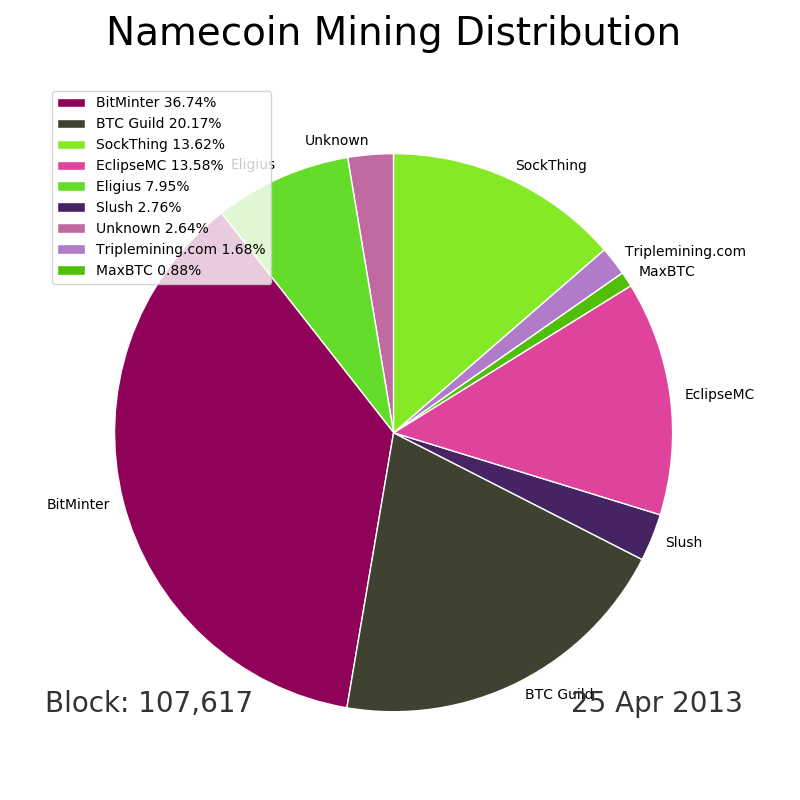 Namecoin Mining Distribution
BitMinter 36.74%
BTC Guild 20.17%
SockThing 13.62%
EclipseMC 13.58%
Eligius 7.95%
Slush 2.76%
Unknown 2.64%
Triplemining.com 1.68%
MaxBTC 0.88%
Unknown
Eligius
SockThing
Triplemining.com
MaxBTC
EclipseMC
BitMinter
Slush
BTC Guild
Block: 107,617
25 Apr 2013